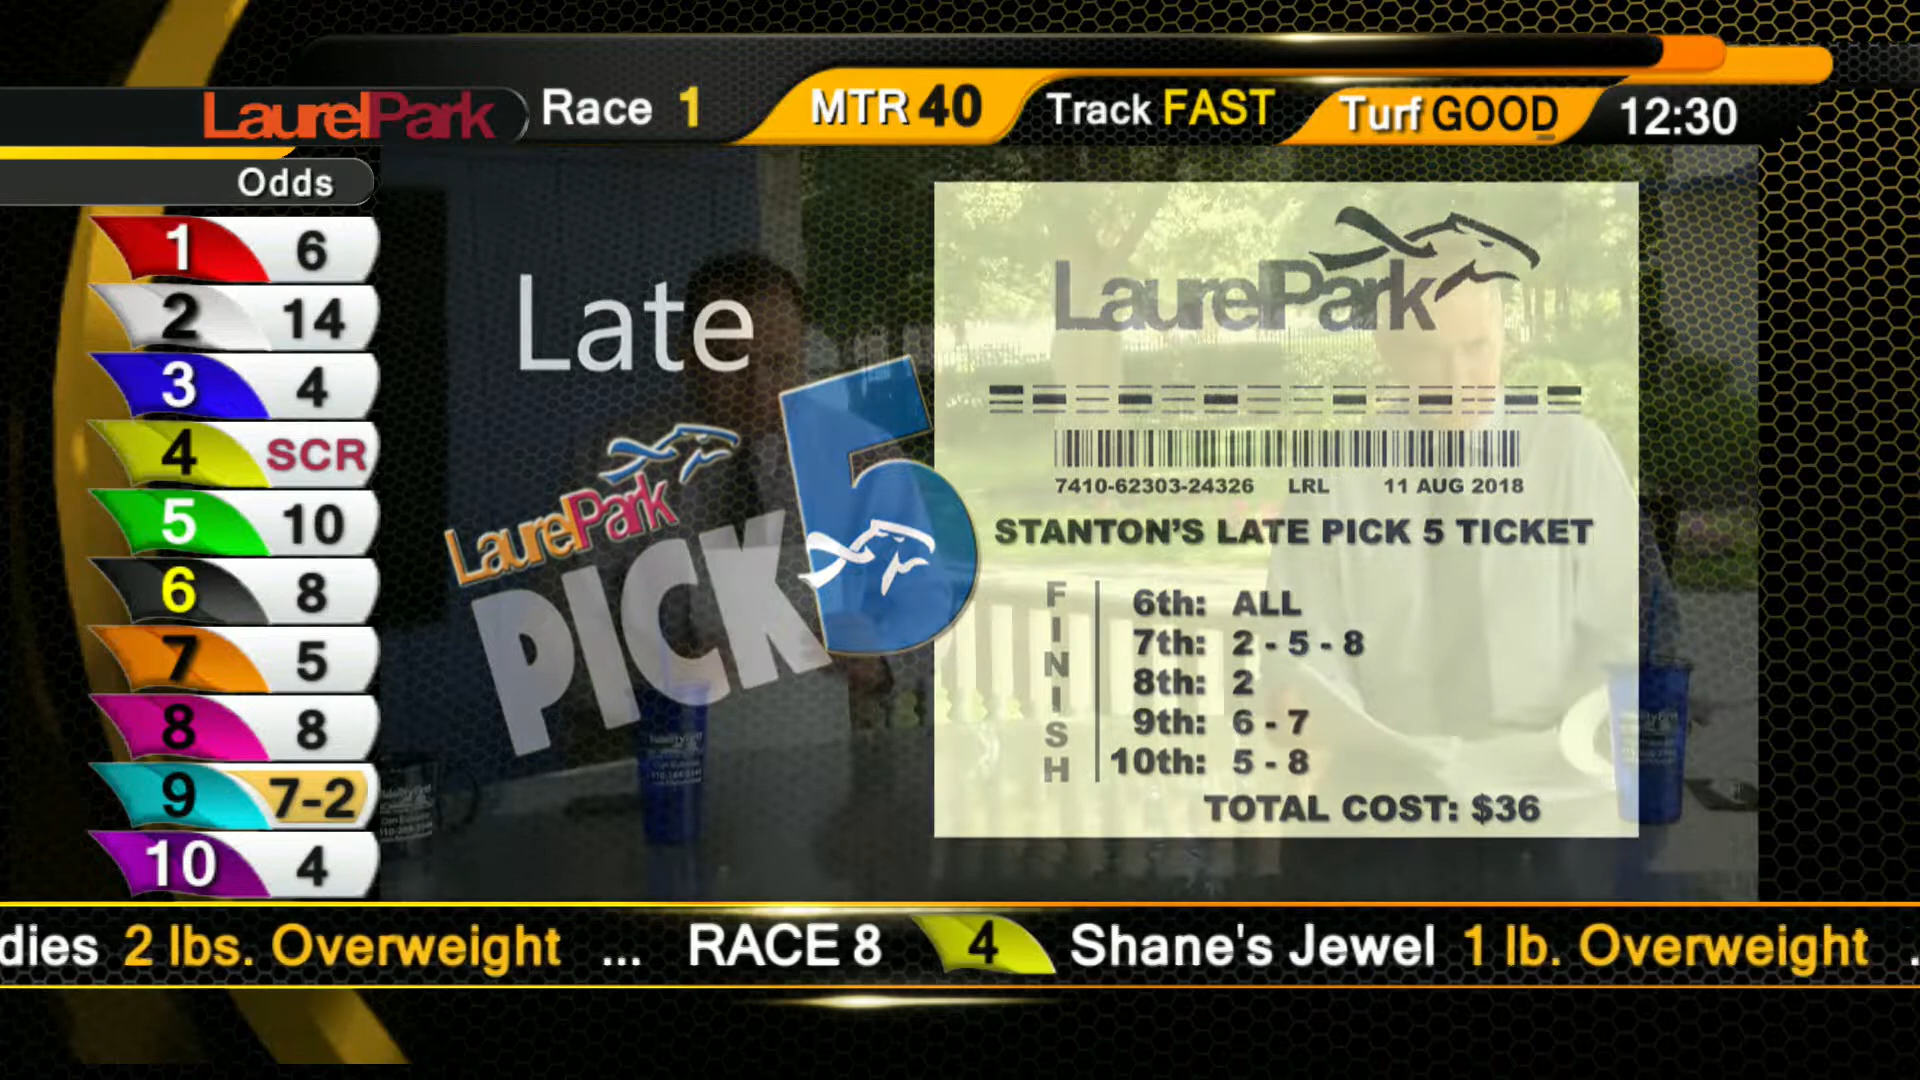 LaurelPark Race 1 MTR 40 Track FAST Turf GOOD 12:30
Odds
1 6
2 14
3 4
4 SCR
5 10
6 8
7 5
8 8
9 7-2
10 4
Late
LaurelPark
PICK 5
LaurelPark
7410-62303-24326 LRL 11 AUG 2018
STANTON'S LATE PICK 5 TICKET
FINISH
6th: ALL
7th: 2 - 5 - 8
8th: 2
9th: 6 - 7
10th: 5 - 8
TOTAL COST: $36
dies 2 lbs. Overweight ... RACE 8 4 Shane's Jewel 1 lb. Overweight .